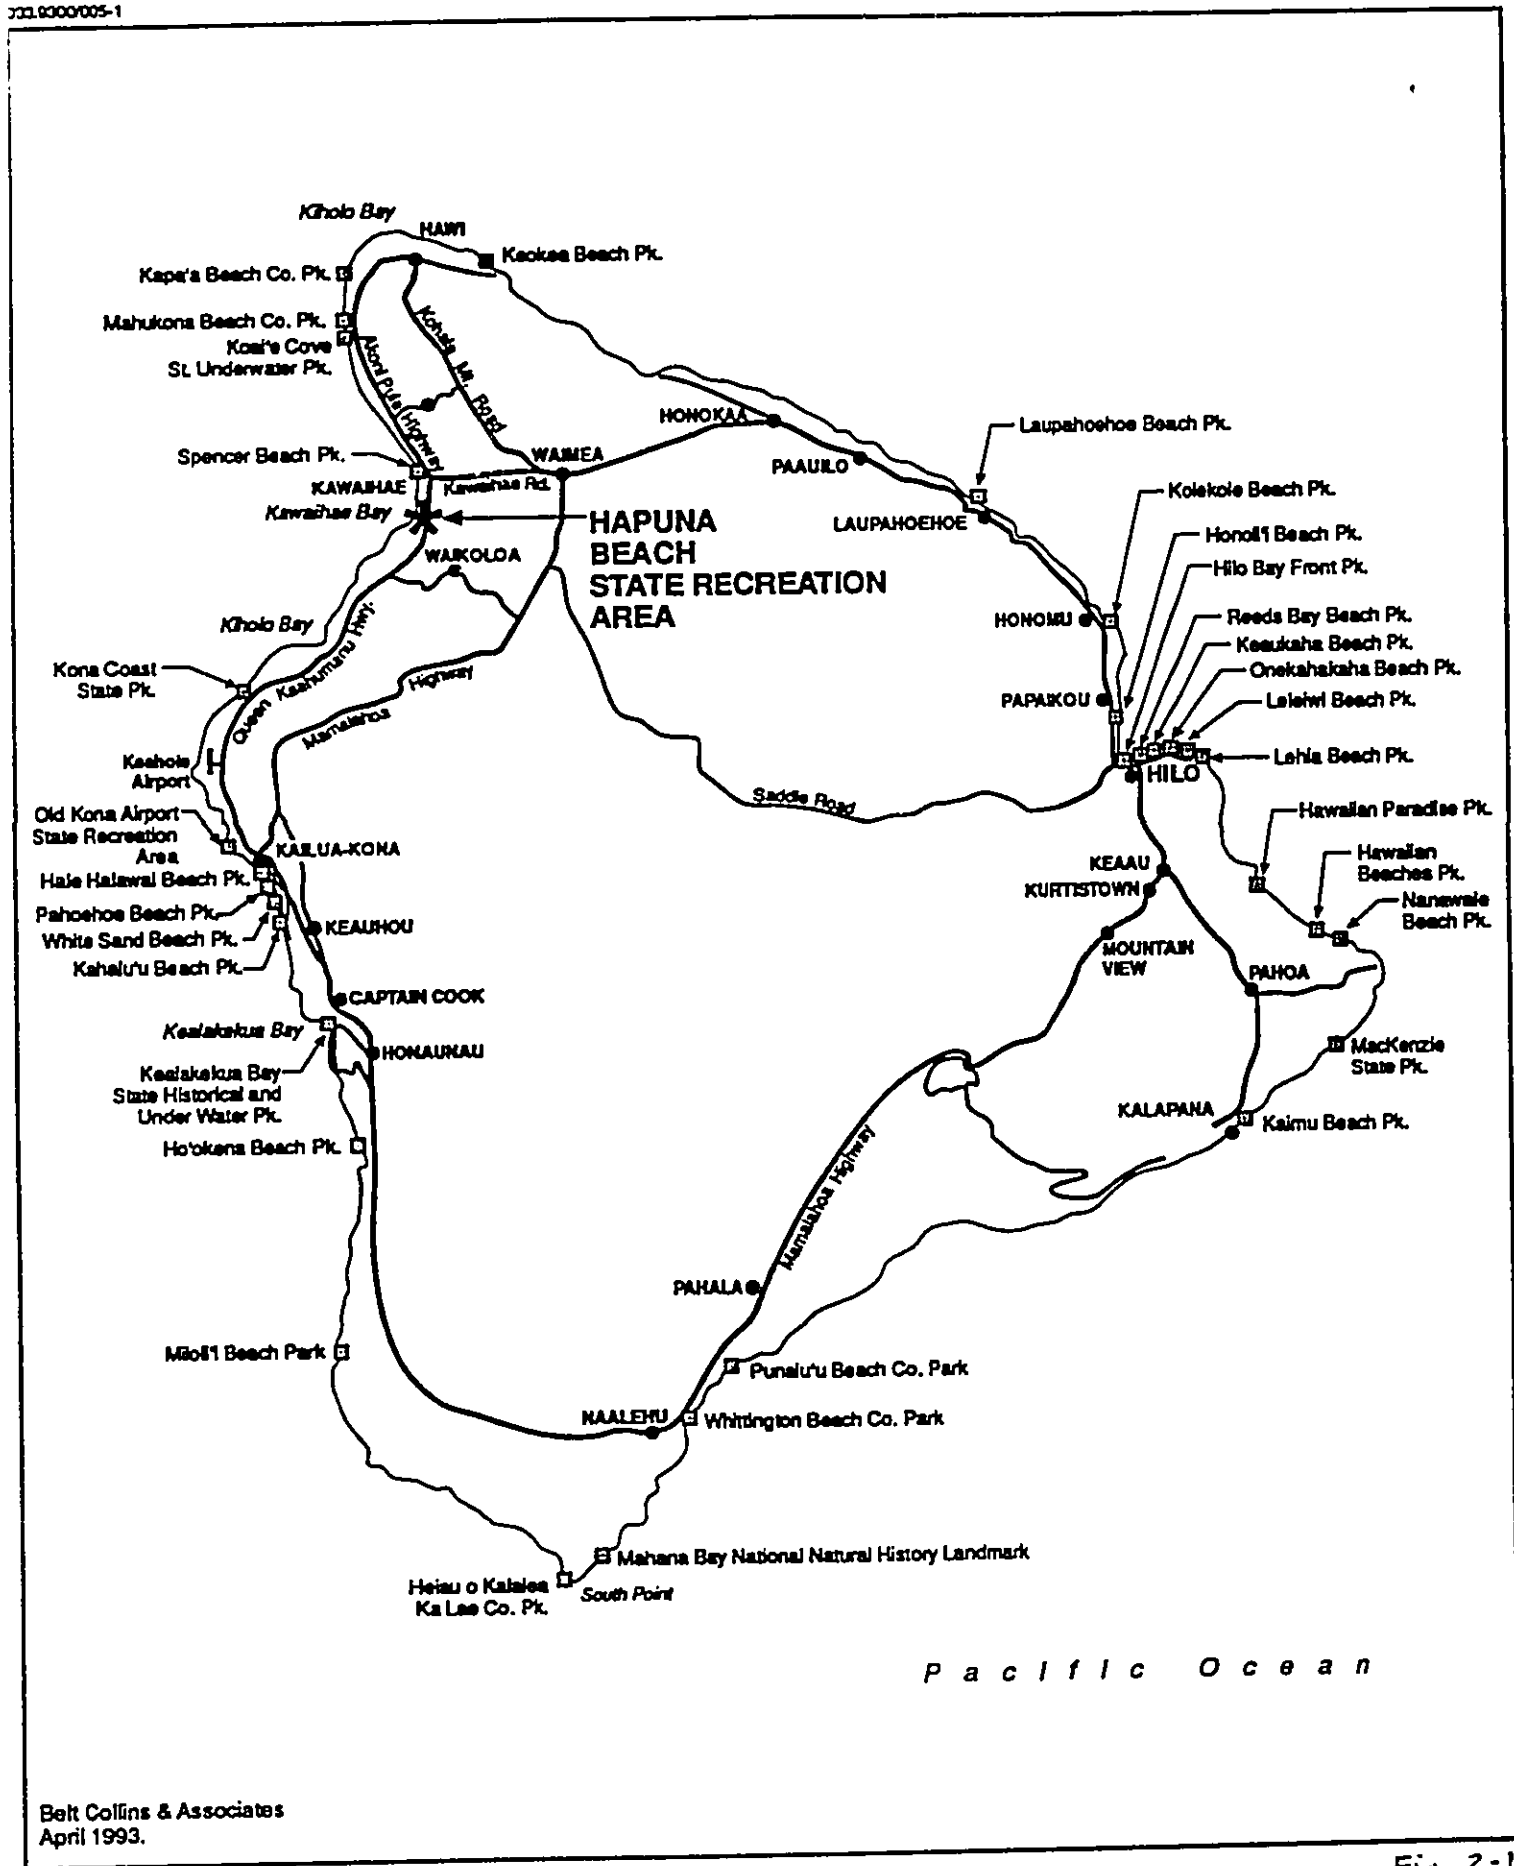 Kiholo Bay
HAWI
Keokea Beach Pk.
Kapa'a Beach Co. Pk.
Mahukona Beach Co. Pk.
Koai'e Cove
St. Underwater Pk.
Akoni Pule Highway
Kohala Mt. Road
HONOKAA
Laupahoehoe Beach Pk.
Spencer Beach Pk.
WAIMEA
PAAUILO
KAWAIHAE
Kawaihae Rd.
Kolekole Beach Pk.
Kawaihae Bay
HAPUNA
BEACH
STATE RECREATION
AREA
LAUPAHOEHOE
Honoli'i Beach Pk.
WAIKOLOA
Hilo Bay Front Pk.
Kiholo Bay
HONOMU
Reeds Bay Beach Pk.
Keaukaha Beach Pk.
Kona Coast
State Pk.
Onekahakaha Beach Pk.
Queen Kaahumanu Hwy.
Mamalahoa Highway
PAPAIKOU
Leleiwi Beach Pk.
Keahole
Airport
HILO
Lehia Beach Pk.
Saddle Road
Old Kona Airport
State Recreation
Area
Hawaiian Paradise Pk.
KAILUA-KONA
KEAAU
Hawaiian
Beaches Pk.
Hale Halawai Beach Pk.
KURTISTOWN
Nanawale
Beach Pk.
Pahoehoe Beach Pk.
KEAUHOU
White Sand Beach Pk.
MOUNTAIN
VIEW
Kahalu'u Beach Pk.
PAHOA
CAPTAIN COOK
Kealakekua Bay
HONAUNAU
MacKenzie
State Pk.
Kealakekua Bay
State Historical and
Under Water Pk.
KALAPANA
Kaimu Beach Pk.
Ho'okena Beach Pk.
Mamalahoa Highway
PAHALA
Miloli'i Beach Park
Punalu'u Beach Co. Park
NAALEHU
Whittington Beach Co. Park
Mahana Bay National Natural History Landmark
Heiau o Kalalea
Ka Lae Co. Pk.
South Point
Pacific Ocean
Belt Collins & Associates
April 1993.